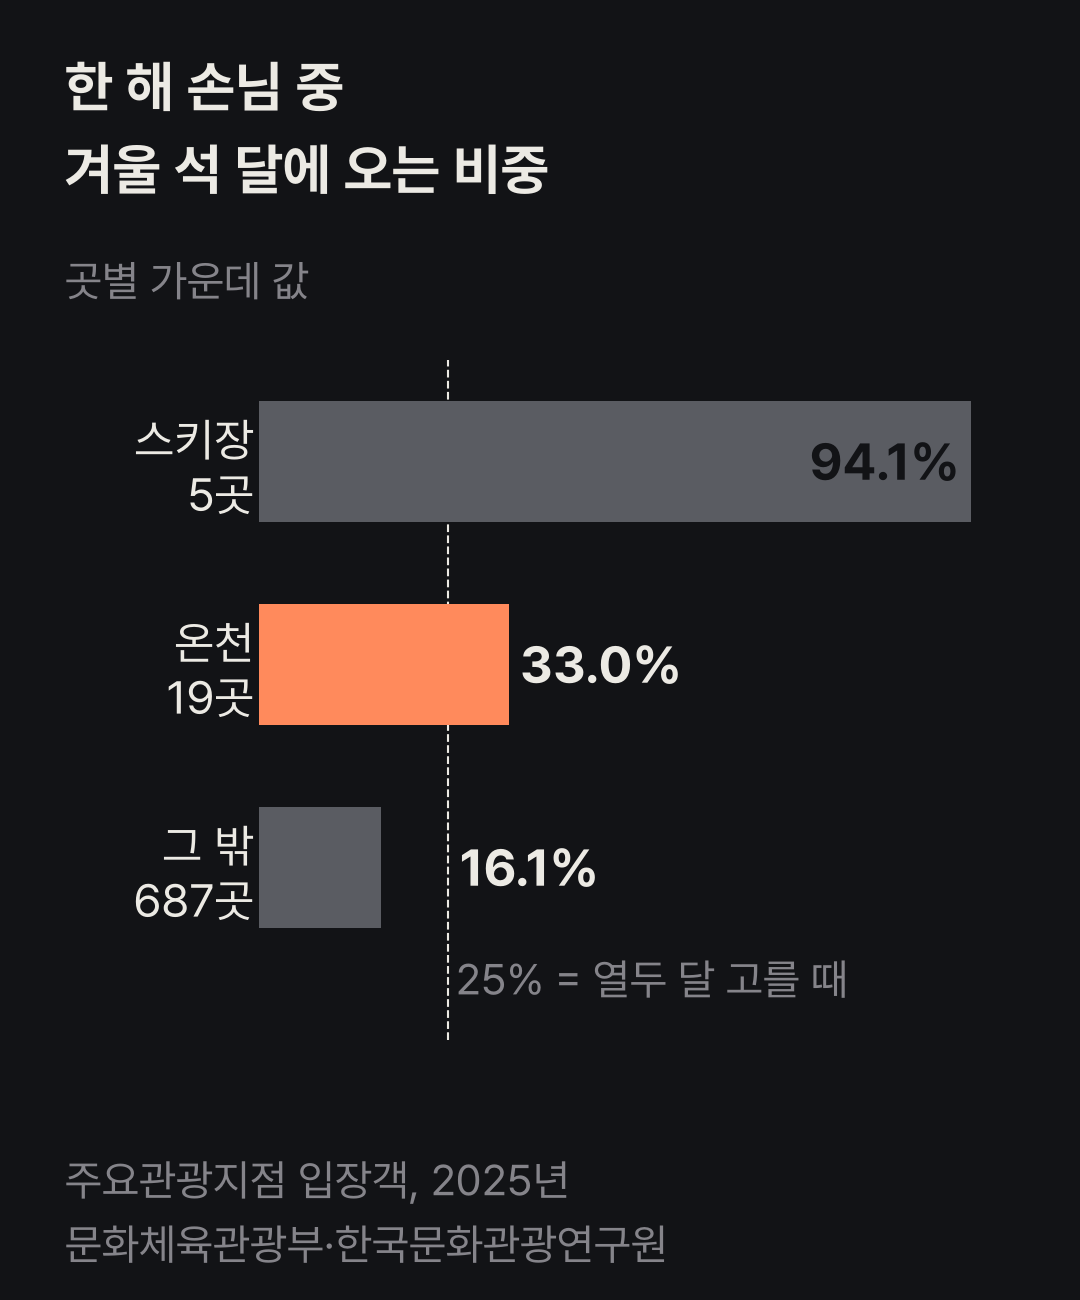 한 해 손님 중
겨울 석 달에 오는 비중
곳별 가운데 값
스키장
5곳
94.1%
온천
19곳
33.0%
그 밖
687곳
16.1%
25% = 열두 달 고를 때
주요관광지점 입장객, 2025년
문화체육관광부·한국문화관광연구원